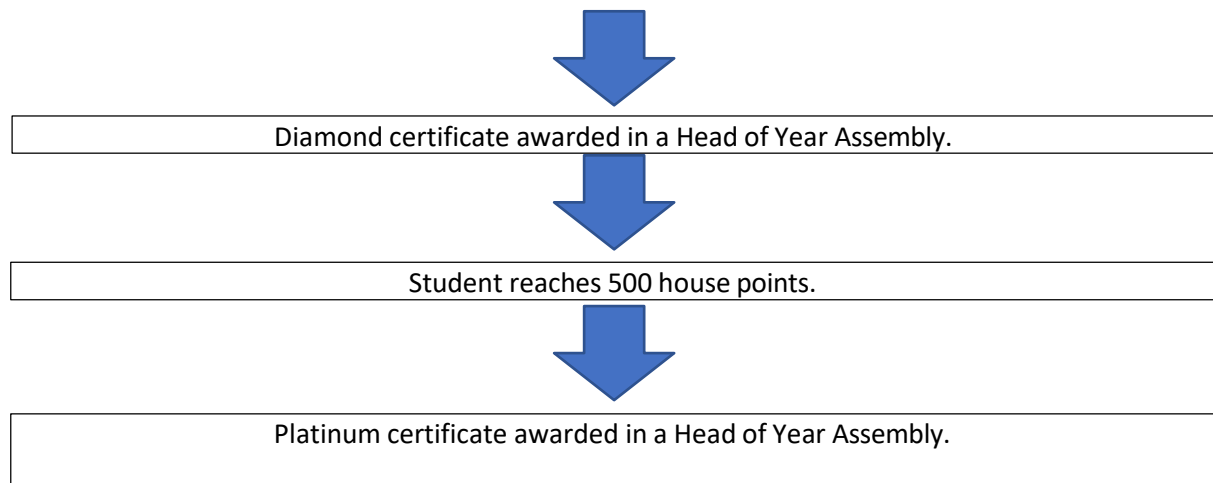 Diamond certificate awarded in a Head of Year Assembly.
Student reaches 500 house points.
Platinum certificate awarded in a Head of Year Assembly.